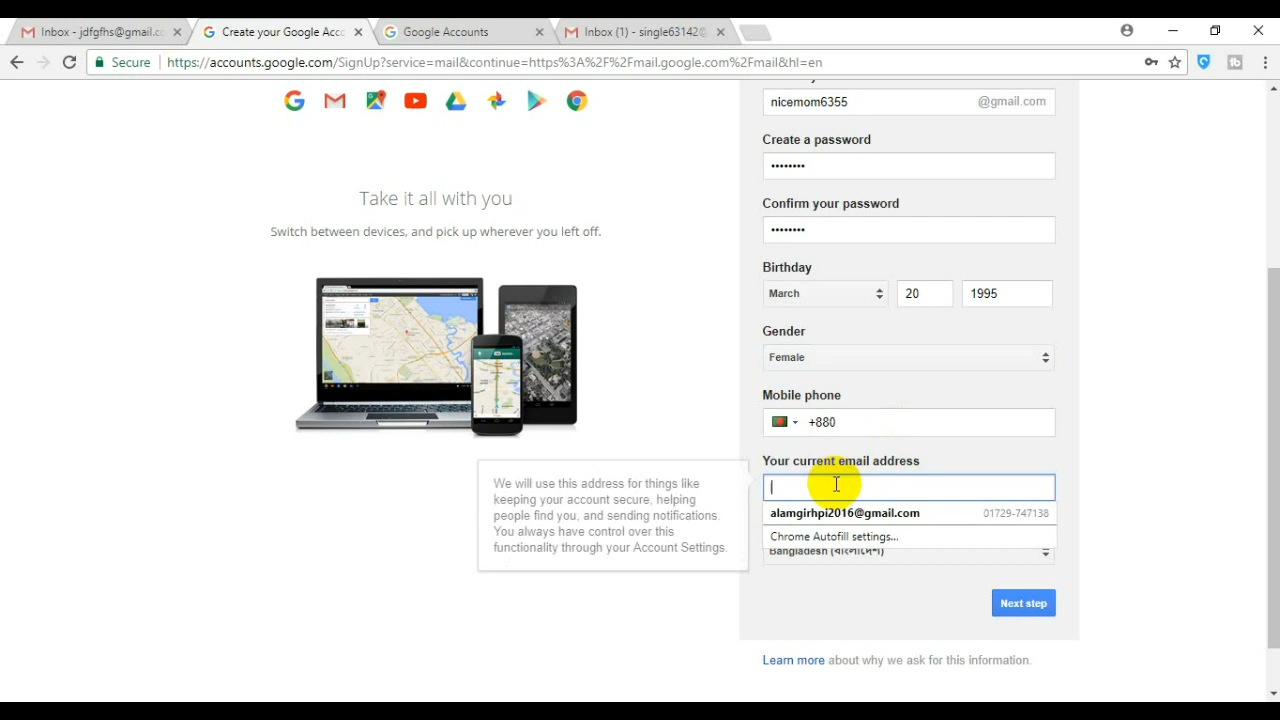 Inbox - jdfgfhs@gmail.c
Create your Google Acc
Google Accounts
Inbox (1) - single63142@
Secure
https://accounts.google.com/SignUp?service=mail&continue=https%3A%2F%2Fmail.google.com%2Fmail&hl=en
nicemom6355
@gmail.com
Create a password
••••••••
Take it all with you
Confirm your password
Switch between devices, and pick up wherever you left off.
••••••••
Birthday
March
20
1995
Gender
Female
Mobile phone
+880
Your current email address
We will use this address for things like
keeping your account secure, helping
people find you, and sending notifications.
You always have control over this
functionality through your Account Settings.
alamgirhpi2016@gmail.com
01729-747138
Chrome Autofill settings...
Bangladesh (বাংলাদেশ)
Next step
Learn more about why we ask for this information.